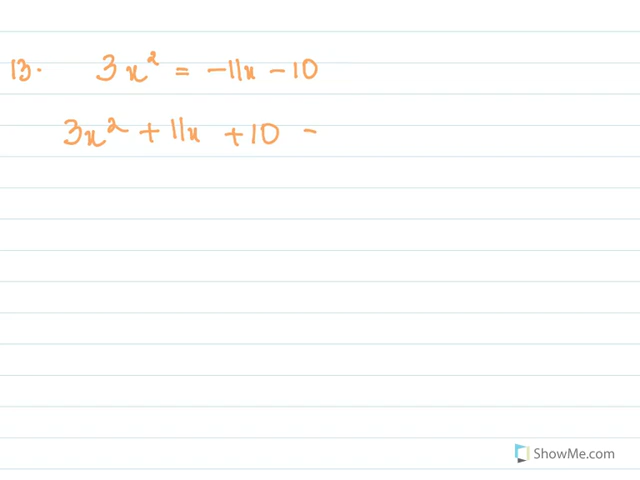 13. 3x² = -11x - 10
3x² + 11x + 10 =
ShowMe.com